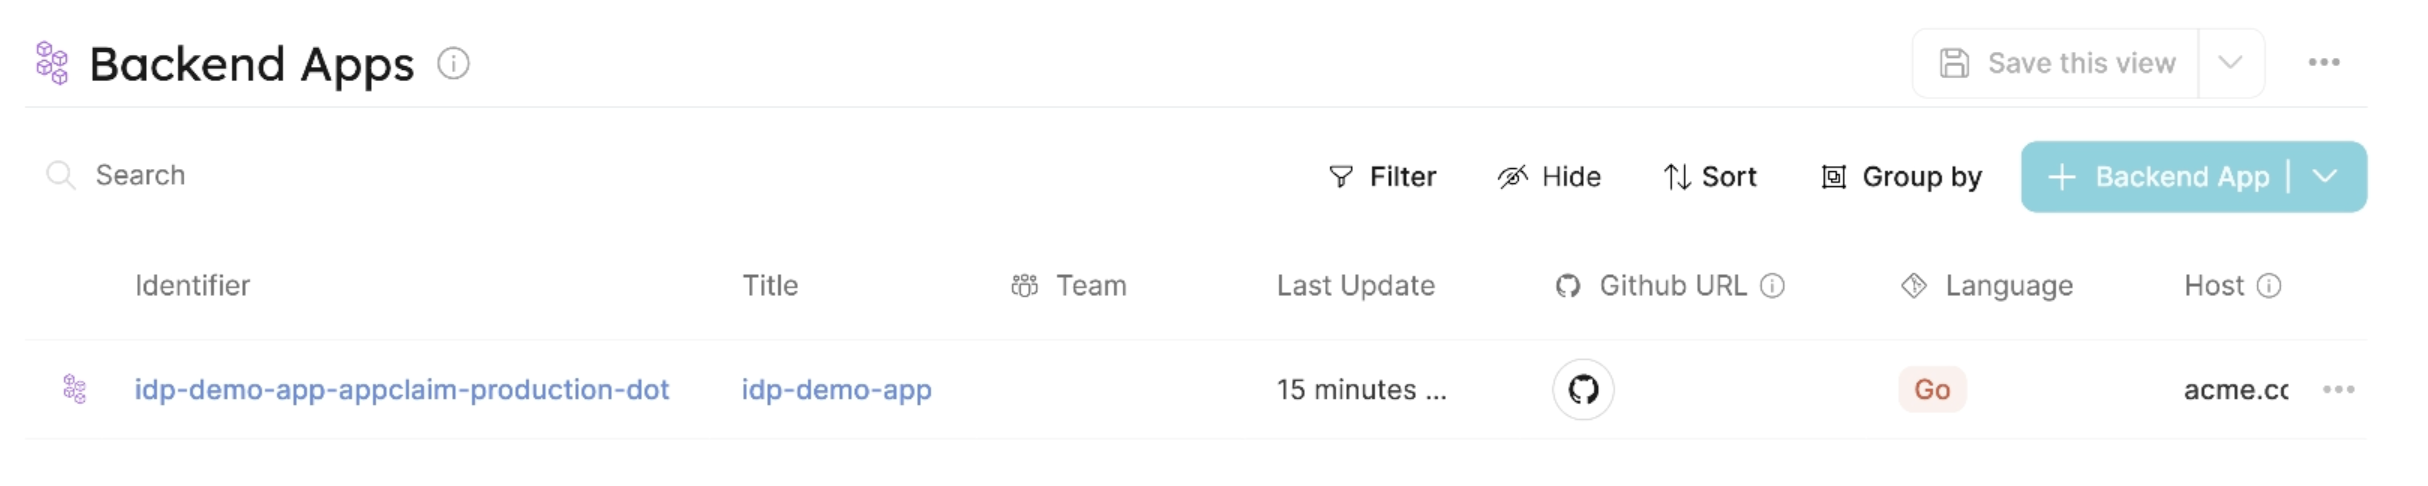 Backend Apps
Save this view
Search
Filter Hide Sort Group by + Backend App
Identifier Title Team Last Update Github URL Language Host
idp-demo-app-appclaim-production-dot idp-demo-app 15 minutes ... Go acme.cc